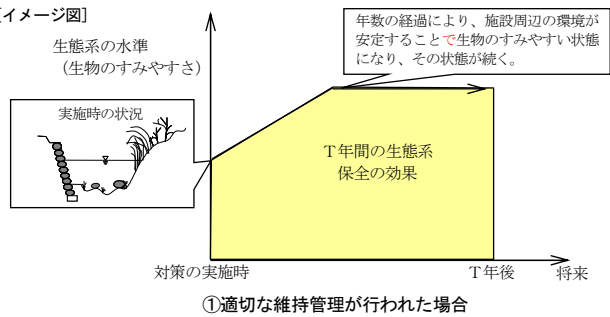 [イメージ図]
年数の経過により、施設周辺の環境が
安定することで生物のすみやすい状態
になり、その状態が続く。
生態系の水準
（生物のすみやすさ）
実施時の状況
Ｔ年間の生態系
保全の効果
対策の実施時
Ｔ年後
将来
①適切な維持管理が行われた場合